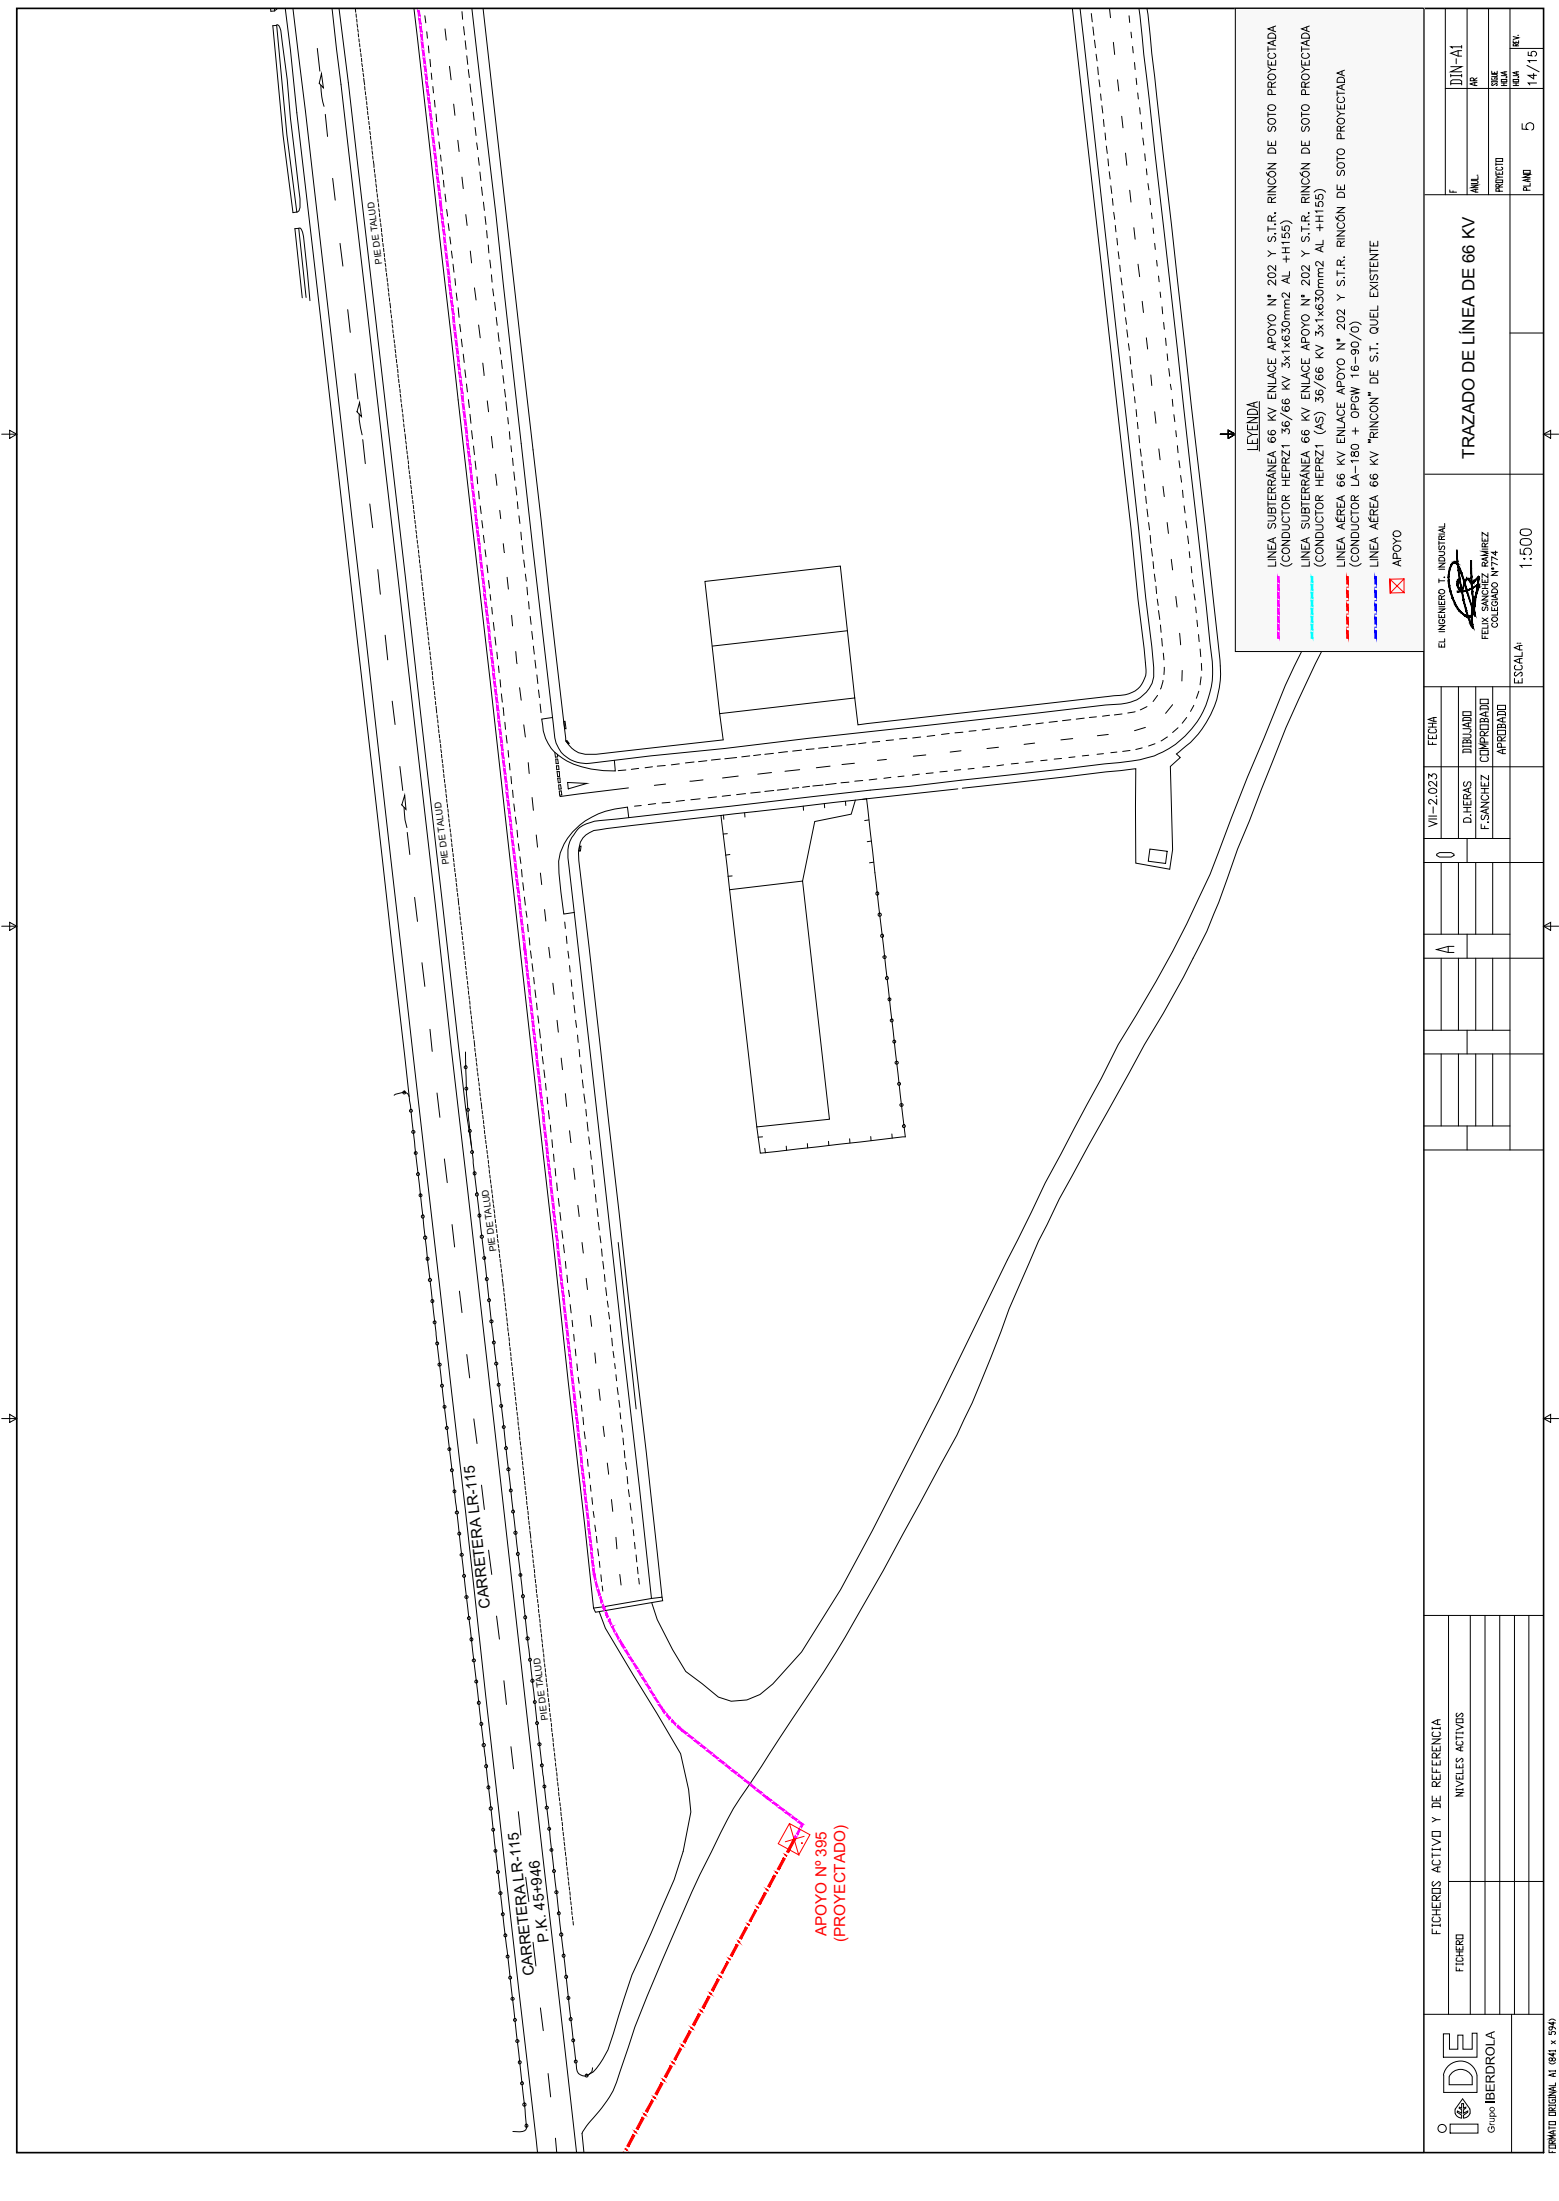 PIE DE TALUD
PIE DE TALUD
PIE DE TALUD
PIE DE TALUD
CARRETERA LR-115
CARRETERA LR-115
P.K. 45+946
APOYO Nº 395
(PROYECTADO)
LEYENDA
LINEA SUBTERRÁNEA 66 KV ENLACE APOYO Nº 202 Y S.T.R. RINCÓN DE SOTO PROYECTADA
(CONDUCTOR HEPRZ1 36/66 KV 3x1x630mm2 AL +H155)
LINEA SUBTERRÁNEA 66 KV ENLACE APOYO Nº 202 Y S.T.R. RINCÓN DE SOTO PROYECTADA
(CONDUCTOR HEPRZ1 (AS) 36/66 KV 3x1x630mm2 AL +H155)
LINEA AÉREA 66 KV ENLACE APOYO Nº 202 Y S.T.R. RINCÓN DE SOTO PROYECTADA
(CONDUCTOR LA-180 + OPGW 16-90/0)
LINEA AÉREA 66 KV "RINCON" DE S.T. QUEL EXISTENTE
APOYO
i-DE
Grupo IBERDROLA
FICHEROS ACTIVO Y DE REFERENCIA
FICHERO
NIVELES ACTIVOS
A
0
VII-2.023
FECHA
D.HERAS
DIBUJADO
F.SANCHEZ
COMPROBADO
APROBADO
EL INGENIERO T. INDUSTRIAL
FELIX SANCHEZ RAMIREZ
COLEGIADO Nº774
ESCALA:
1:500
TRAZADO DE LÍNEA DE 66 KV
F
DIN-A1
ANUL.
AR
PROYECTO
SIGUE
HOJA
PLANO
5
HOJA
14/15
REV.
FORMATO ORIGINAL A1 (841 x 594)